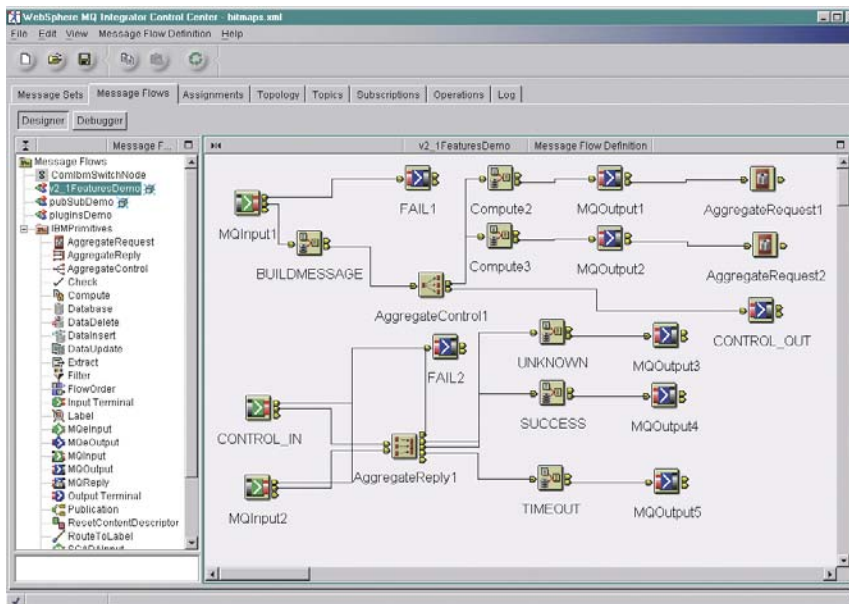 WebSphere MQ Integrator Control Center - bitmaps.xml
File Edit View Message Flow Definition Help
Message Sets Message Flows Assignments Topology Topics Subscriptions Operations Log
Designer Debugger
Message F...
v2_1FeaturesDemo Message Flow Definition
Message Flows
ComIbmSwitchNode
v2_1FeaturesDemo
pubSubDemo
pluginsDemo
IBMPrimitives
AggregateRequest
AggregateReply
AggregateControl
Check
Compute
Database
DataDelete
DataInsert
DataUpdate
Extract
Filter
FlowOrder
Input Terminal
Label
MQeInput
MQeOutput
MQInput
MQOutput
MQReply
Output Terminal
Publication
ResetContentDescriptor
RouteToLabel
SCADAInput
MQInput1
FAIL1
Compute2
MQOutput1
AggregateRequest1
BUILDMESSAGE
Compute3
MQOutput2
AggregateRequest2
AggregateControl1
CONTROL_OUT
FAIL2
UNKNOWN
MQOutput3
CONTROL_IN
SUCCESS
MQOutput4
AggregateReply1
MQInput2
TIMEOUT
MQOutput5